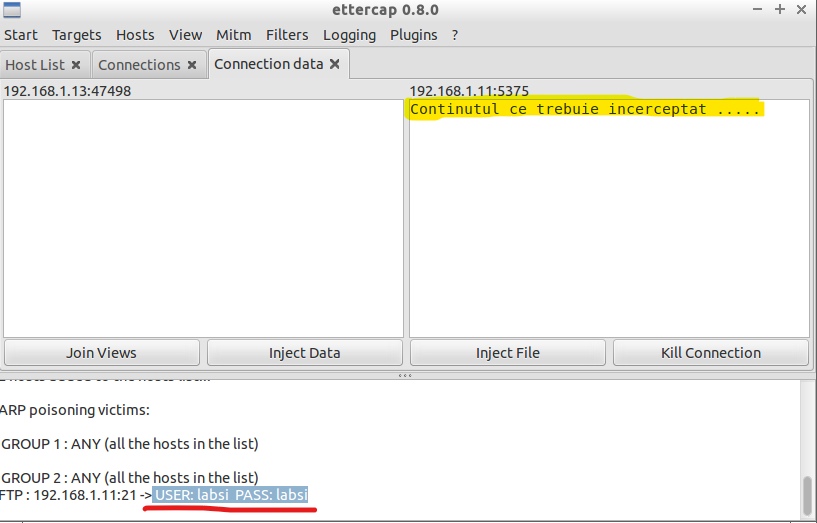 ettercap 0.8.0
Start Targets Hosts View Mitm Filters Logging Plugins ?
Host List Connections Connection data
192.168.1.13:47498 192.168.1.11:5375
Continutul ce trebuie incerceptat .....
Join Views Inject Data Inject File Kill Connection
ARP poisoning victims:
GROUP 1 : ANY (all the hosts in the list)
GROUP 2 : ANY (all the hosts in the list)
FTP : 192.168.1.11:21 -> USER: labsi PASS: labsi